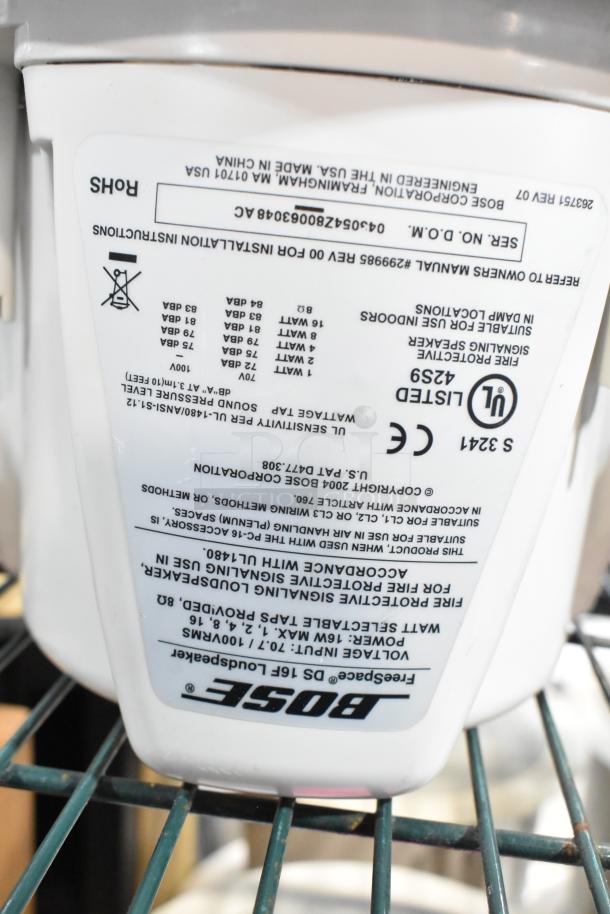 BOSE®
FreeSpace® DS 16F Loudspeaker
VOLTAGE INPUT: 70.7 / 100VRMS
POWER: 16W MAX. 1, 2, 4, 8, 16
WATT SELECTABLE TAPS PROVIDED, 8Ω
FIRE PROTECTIVE SIGNALING LOUDSPEAKER,
FOR FIRE PROTECTIVE SIGNALING USE IN
ACCORDANCE WITH UL1480.
THIS PRODUCT, WHEN USED WITH THE PC-16 ACCESSORY, IS
SUITABLE FOR USE IN AIR HANDLING (PLENUM) SPACES.
SUITABLE FOR CL1, CL2, OR CL3 WIRING METHODS, OR METHODS
IN ACCORDANCE WITH ARTICLE 760.
© COPYRIGHT 2004 BOSE CORPORATION
U.S. PAT D477.308
S 3241
CE
UL LISTED
42S9
FIRE PROTECTIVE
SIGNALING SPEAKER
SUITABLE FOR USE INDOORS
IN DAMP LOCATIONS
UL SENSITIVITY PER UL-1480/ANSI-S1.12
WATTAGE TAP SOUND PRESSURE LEVEL
dB"A" AT 3.1m(10 FEET)
70V 100V
1 WATT 72 dBA –
2 WATT 75 dBA 75 dBA
4 WATT 79 dBA 79 dBA
8 WATT 81 dBA 81 dBA
16 WATT 83 dBA 83 dBA
8Ω 84 dBA
REFER TO OWNERS MANUAL #299985 REV 00 FOR INSTALLATION INSTRUCTIONS
SER. NO. D.O.M.
263751 REV 07
BOSE CORPORATION, FRAMINGHAM, MA 01701 USA
ENGINEERED IN THE USA. MADE IN CHINA
RoHS